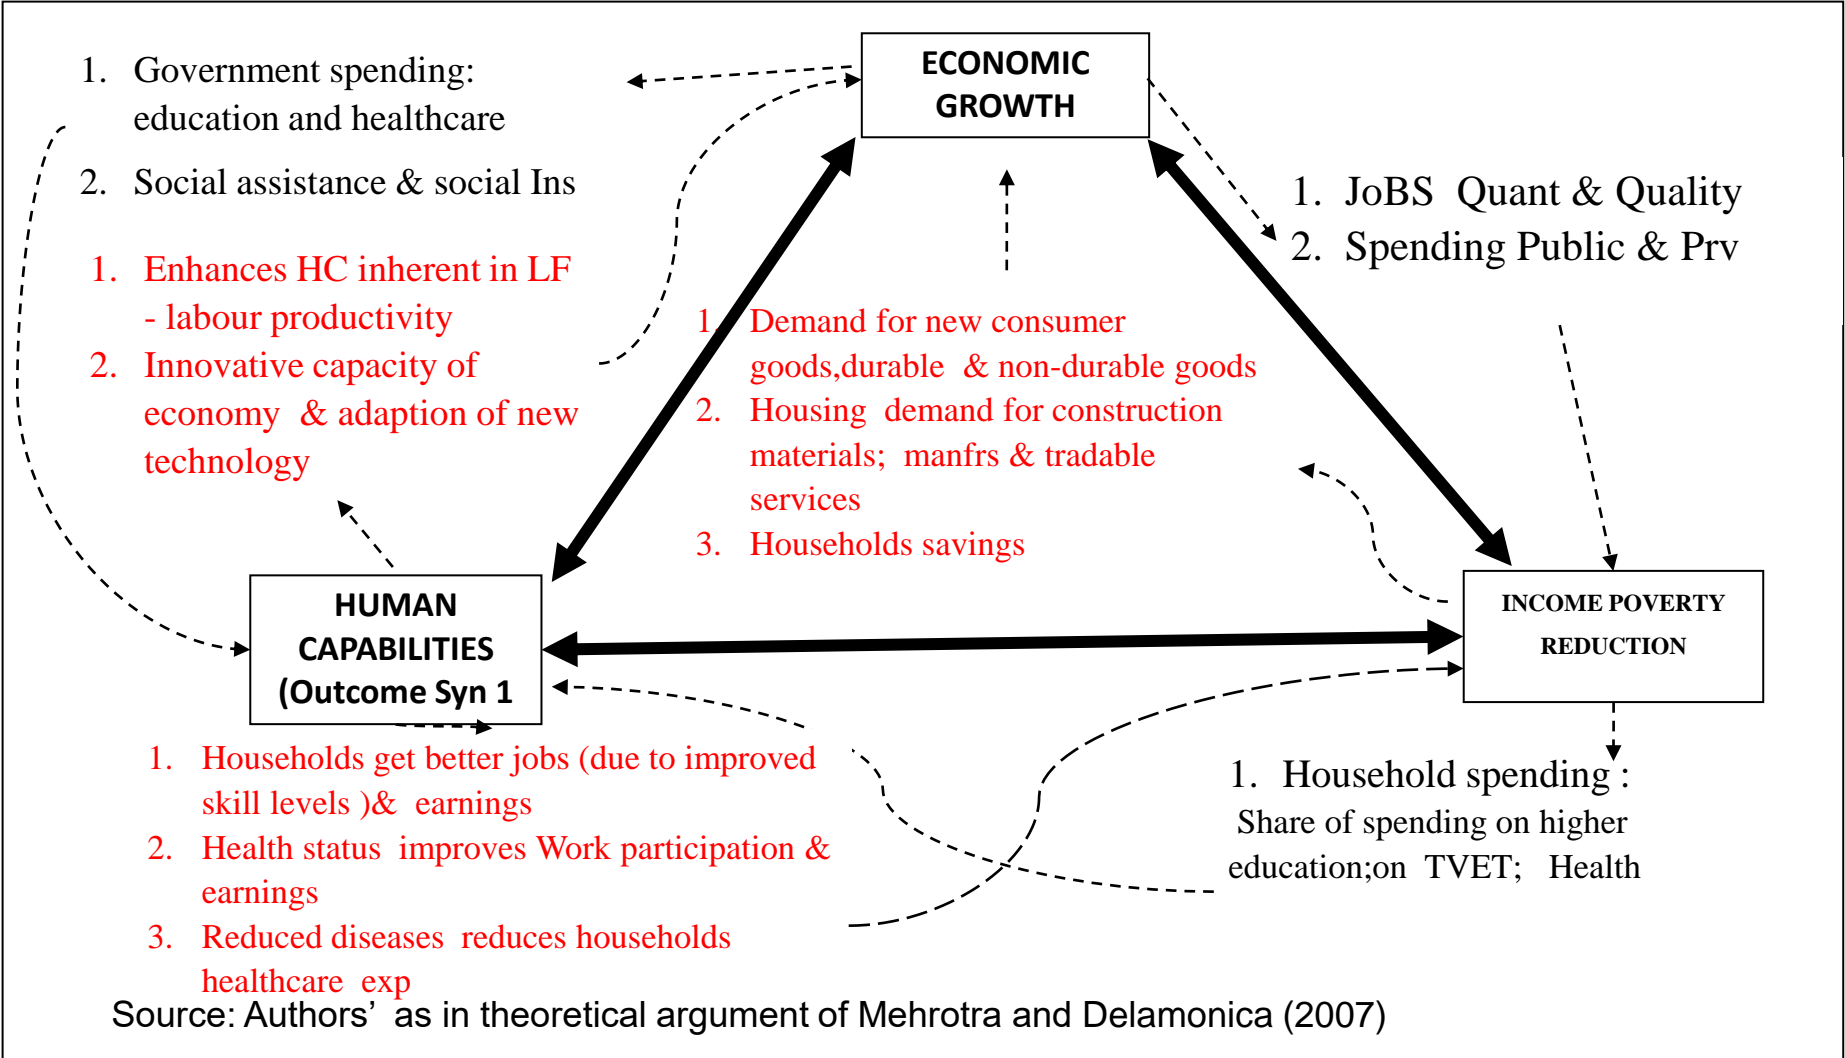 ECONOMIC
GROWTH
1. Government spending:
education and healthcare
2. Social assistance & social Ins
1. JoBS Quant & Quality
2. Spending Public & Prv
1. Enhances HC inherent in LF
- labour productivity
2. Innovative capacity of
economy & adaption of new
technology
1. Demand for new consumer
goods,durable & non-durable goods
2. Housing demand for construction
materials; manfrs & tradable
services
3. Households savings
HUMAN
CAPABILITIES
(Outcome Syn 1
INCOME POVERTY
REDUCTION
1. Households get better jobs (due to improved
skill levels )& earnings
2. Health status improves Work participation &
earnings
3. Reduced diseases reduces households
healthcare exp
1. Household spending :
Share of spending on higher
education;on TVET; Health
Source: Authors’ as in theoretical argument of Mehrotra and Delamonica (2007)